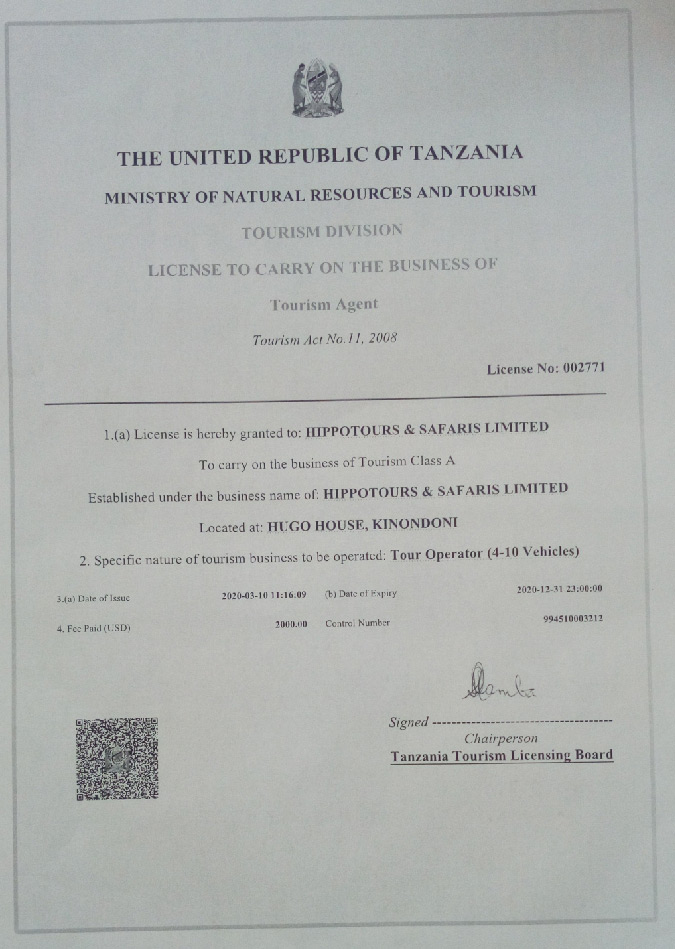 THE UNITED REPUBLIC OF TANZANIA
MINISTRY OF NATURAL RESOURCES AND TOURISM
TOURISM DIVISION
LICENSE TO CARRY ON THE BUSINESS OF
Tourism Agent
Tourism Act No.11, 2008
License No: 002771
1.(a) License is hereby granted to: HIPPOTOURS & SAFARIS LIMITED
To carry on the business of Tourism Class A
Established under the business name of: HIPPOTOURS & SAFARIS LIMITED
Located at: HUGO HOUSE, KINONDONI
2. Specific nature of tourism business to be operated: Tour Operator (4-10 Vehicles)
3.(a) Date of Issue 2020-03-10 11:16:09 (b) Date of Expiry 2020-12-31 23:00:00
4. Fee Paid (USD) 2000.00 Control Number 994510003212
Signed ---------------------------------------
Chairperson
Tanzania Tourism Licensing Board